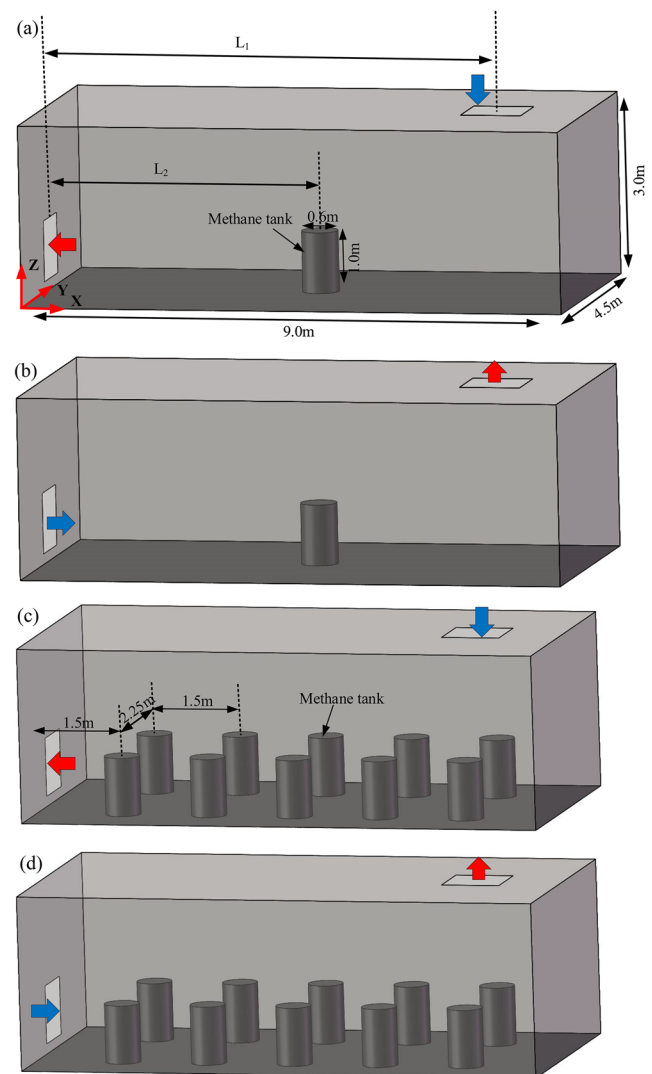 (a)
L₁
L₂
Methane tank
0.6m
1.0m
3.0m
Z
Y
X
9.0m
4.5m
(b)
(c)
1.5m
2.25m
1.5m
Methane tank
(d)